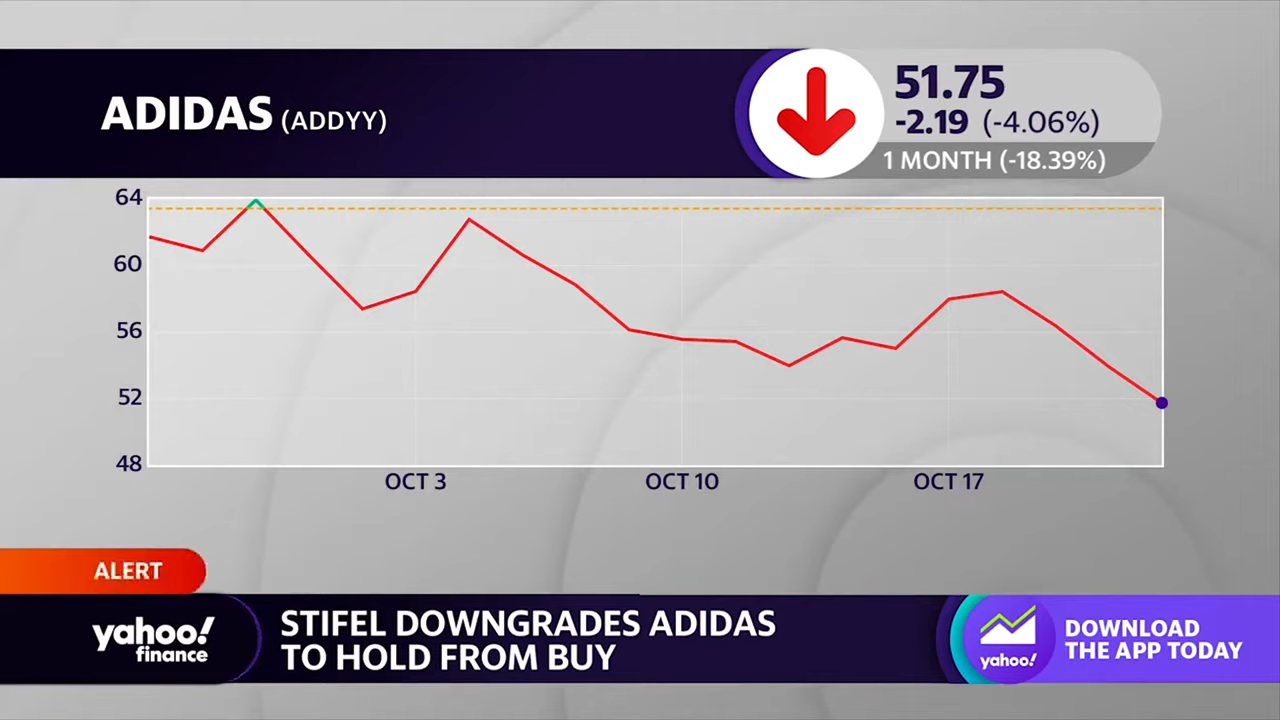 ADIDAS (ADDYY)
51.75
-2.19 (-4.06%)
1 MONTH (-18.39%)
64
60
56
52
48
OCT 3
OCT 10
OCT 17
ALERT
yahoo!
finance
STIFEL DOWNGRADES ADIDAS
TO HOLD FROM BUY
yahoo!
DOWNLOAD
THE APP TODAY